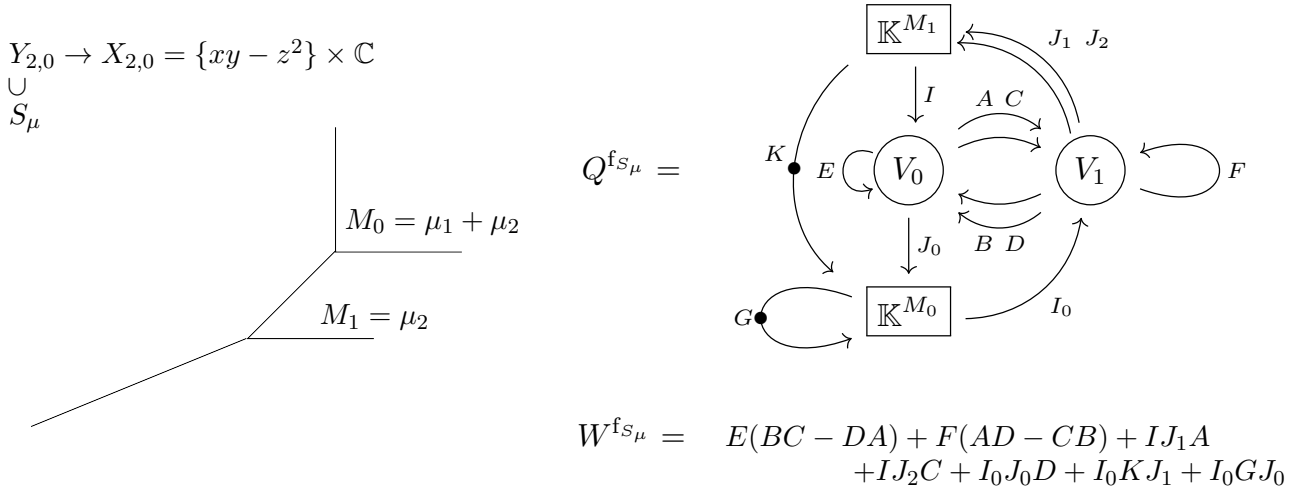 Y_{2,0} → X_{2,0} = {xy − z^2} × ℂ
∪
S_μ
M_0 = μ_1 + μ_2
M_1 = μ_2
Q^{f_{S_μ}} =
𝕂^{M_1}
J_1 J_2
I
A C
K
E
V_0
V_1
F
J_0
B D
G
𝕂^{M_0}
I_0
W^{f_{S_μ}} = E(BC − DA) + F(AD − CB) + IJ_1A
+IJ_2C + I_0J_0D + I_0KJ_1 + I_0GJ_0